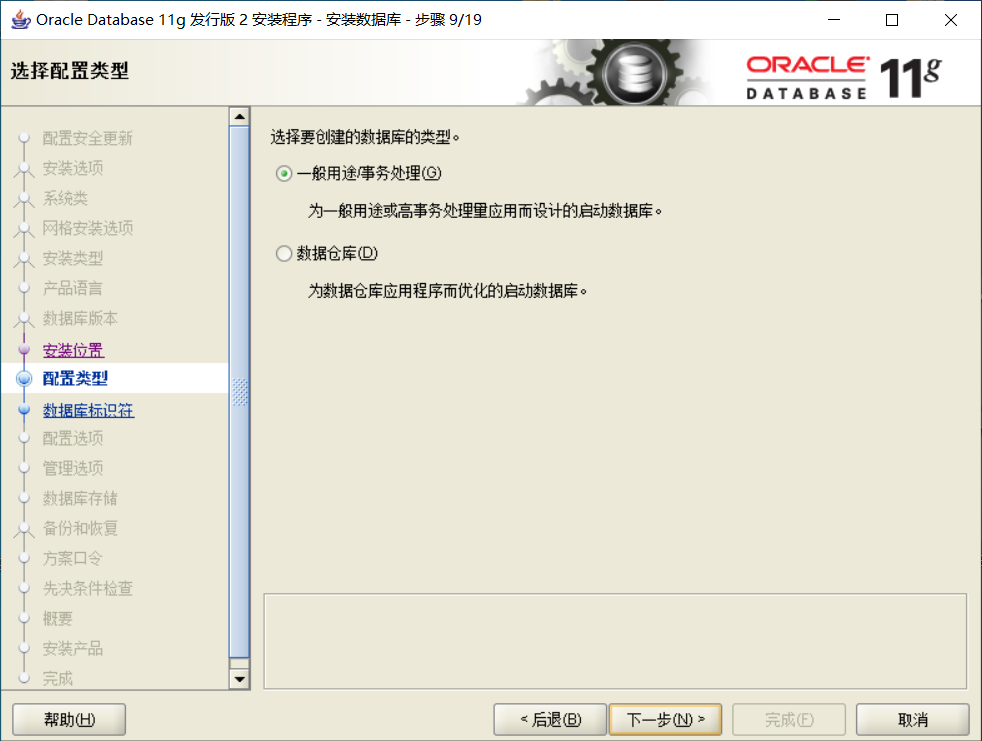 Oracle Database 11g 发行版 2 安装程序 - 安装数据库 - 步骤 9/19
选择配置类型
ORACLE
DATABASE
11g
配置安全更新
安装选项
系统类
网格安装选项
安装类型
产品语言
数据库版本
安装位置
配置类型
数据库标识符
配置选项
管理选项
数据库存储
备份和恢复
方案口令
先决条件检查
概要
安装产品
完成
选择要创建的数据库的类型。
一般用途/事务处理(G)
为一般用途或高事务处理量应用而设计的启动数据库。
数据仓库(D)
为数据仓库应用程序而优化的启动数据库。
帮助(H)
< 后退(B)
下一步(N) >
完成(F)
取消